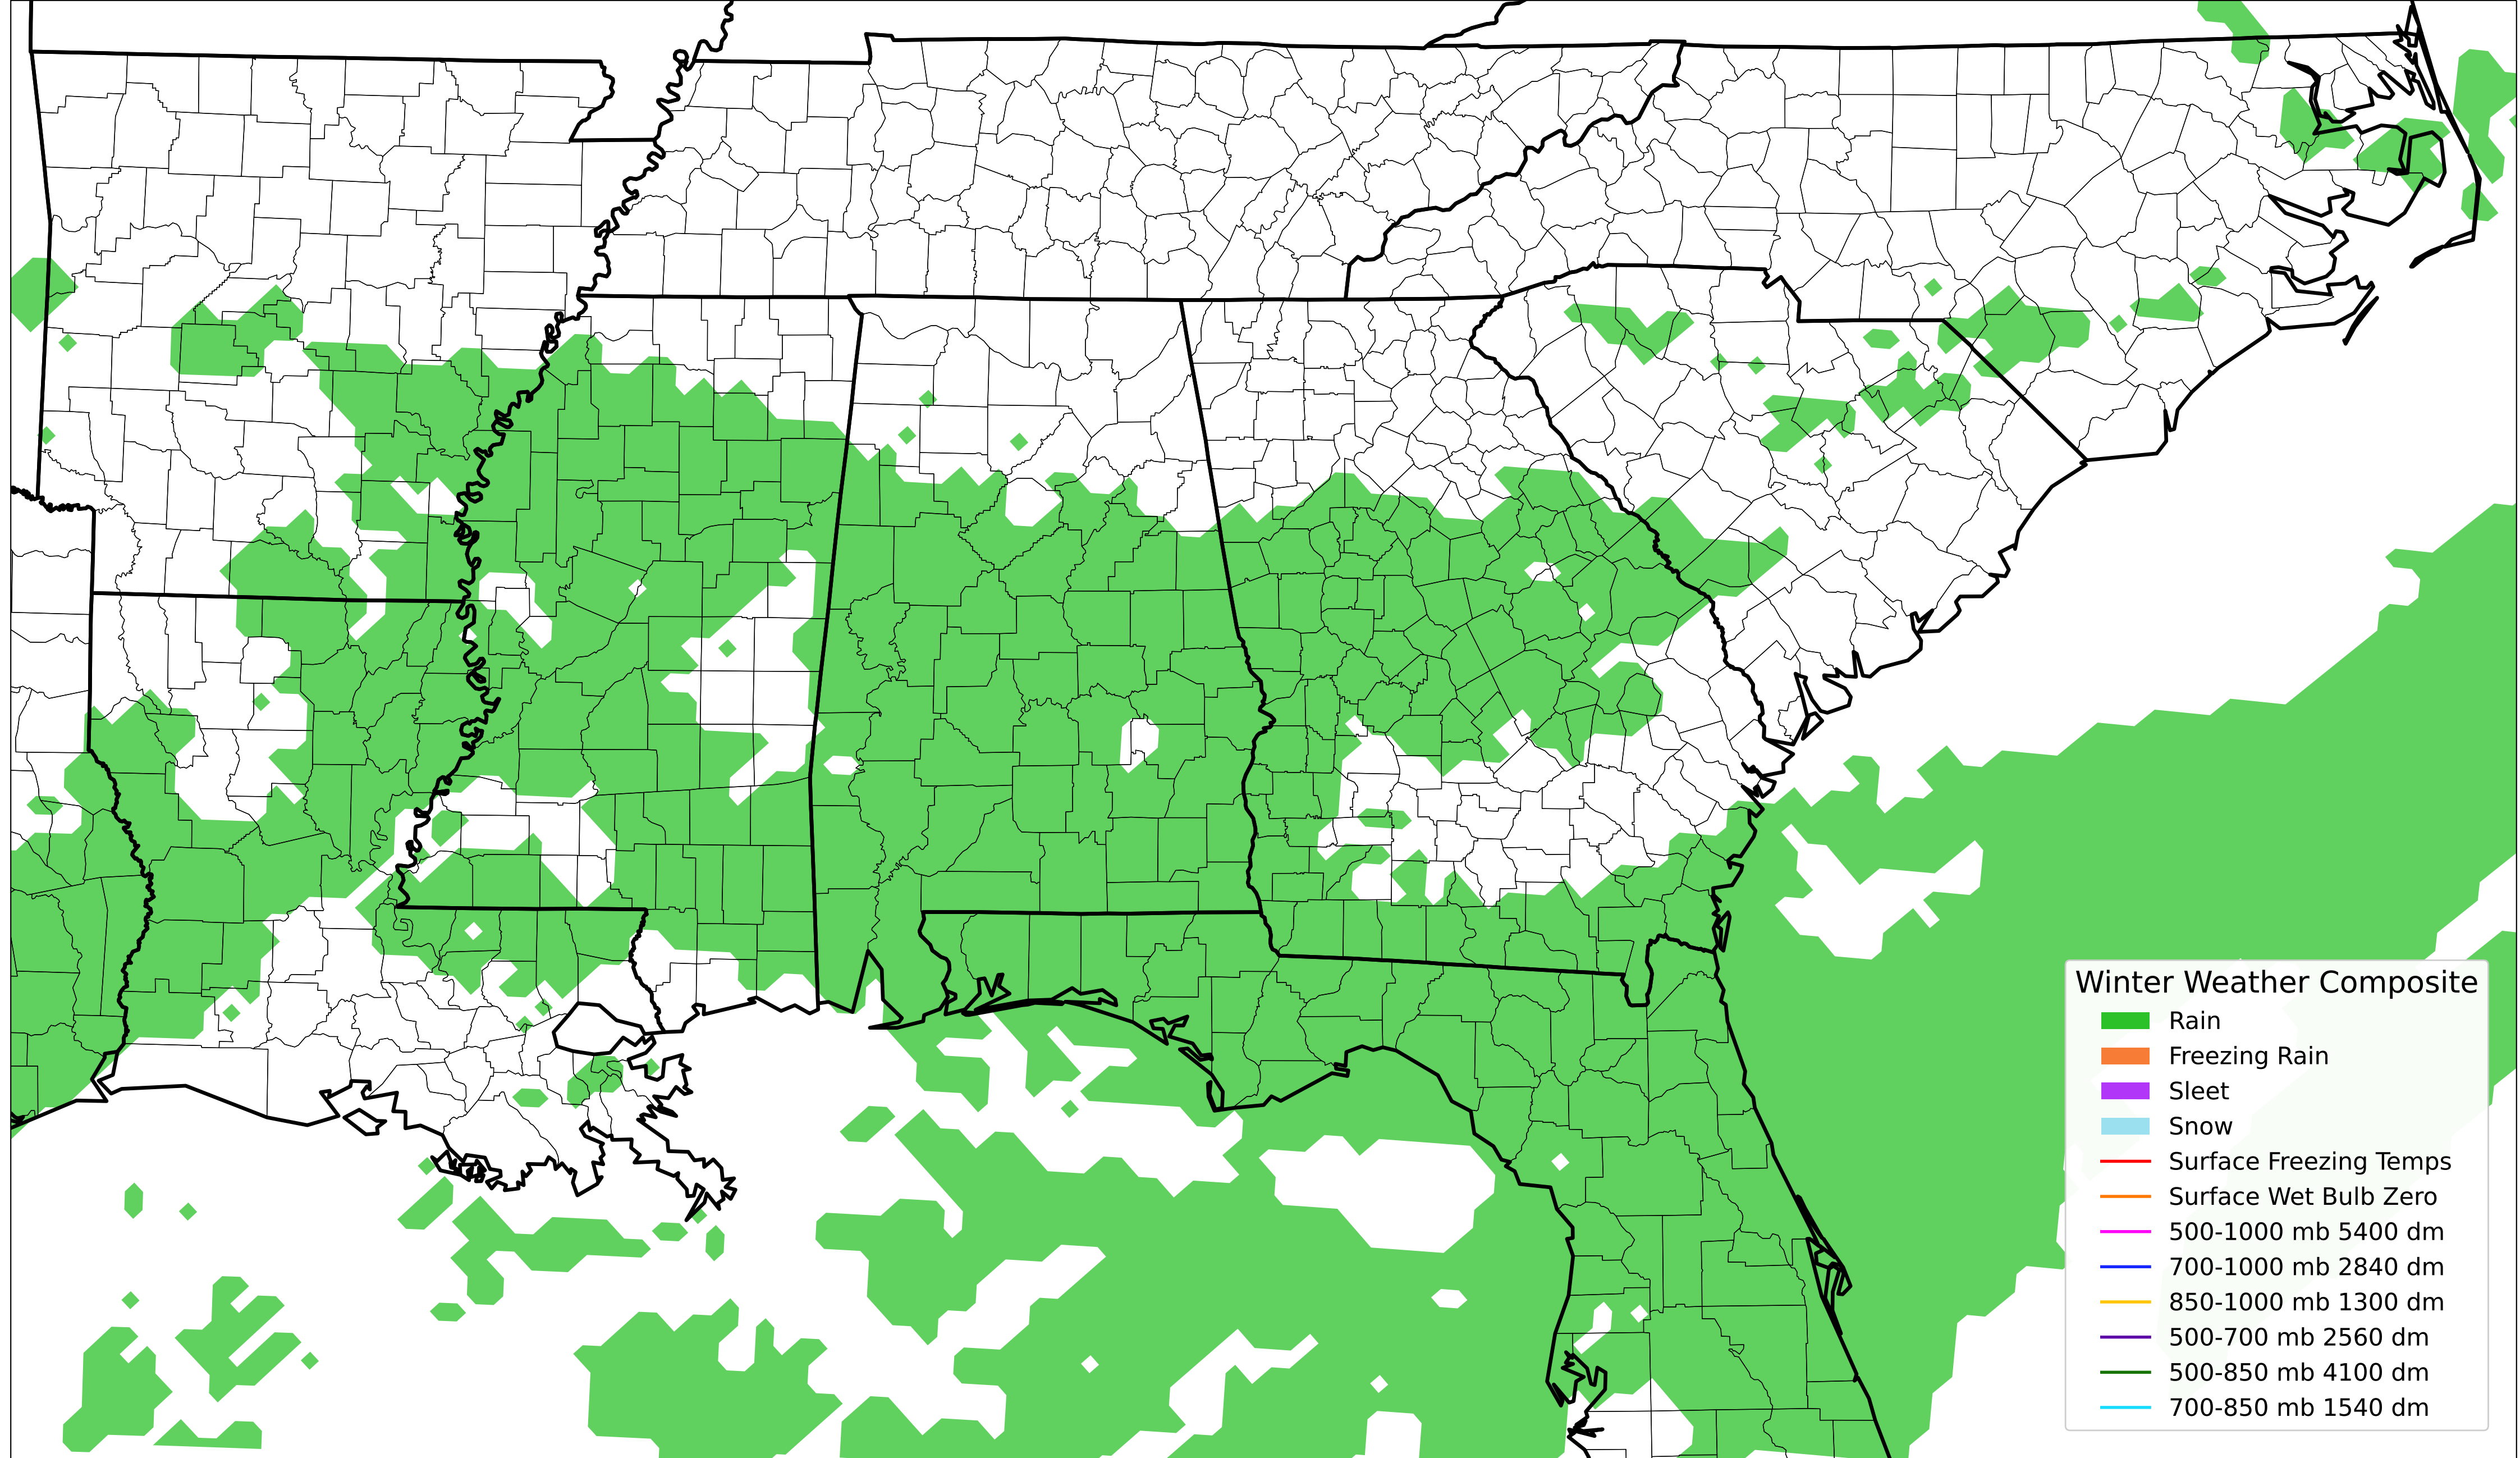 Winter Weather Composite
Rain
Freezing Rain
Sleet
Snow
Surface Freezing Temps
Surface Wet Bulb Zero
500-1000 mb 5400 dm
700-1000 mb 2840 dm
850-1000 mb 1300 dm
500-700 mb 2560 dm
500-850 mb 4100 dm
700-850 mb 1540 dm